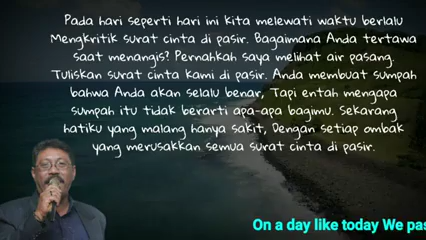 Pada hari seperti hari ini kita melewati waktu berlalu
Mengkritik surat cinta di pasir. Bagaimana Anda tertawa
saat menangis? Pernahkah saya melihat air pasang.
Tuliskan surat cinta kami di pasir. Anda membuat sumpah
bahwa Anda akan selalu benar, Tapi entah mengapa
sumpah itu tidak berarti apa-apa bagimu. Sekarang
hatiku yang malang hanya sakit, Dengan setiap ombak
yang merusakkan semua surat cinta di pasir.
On a day like today We pas